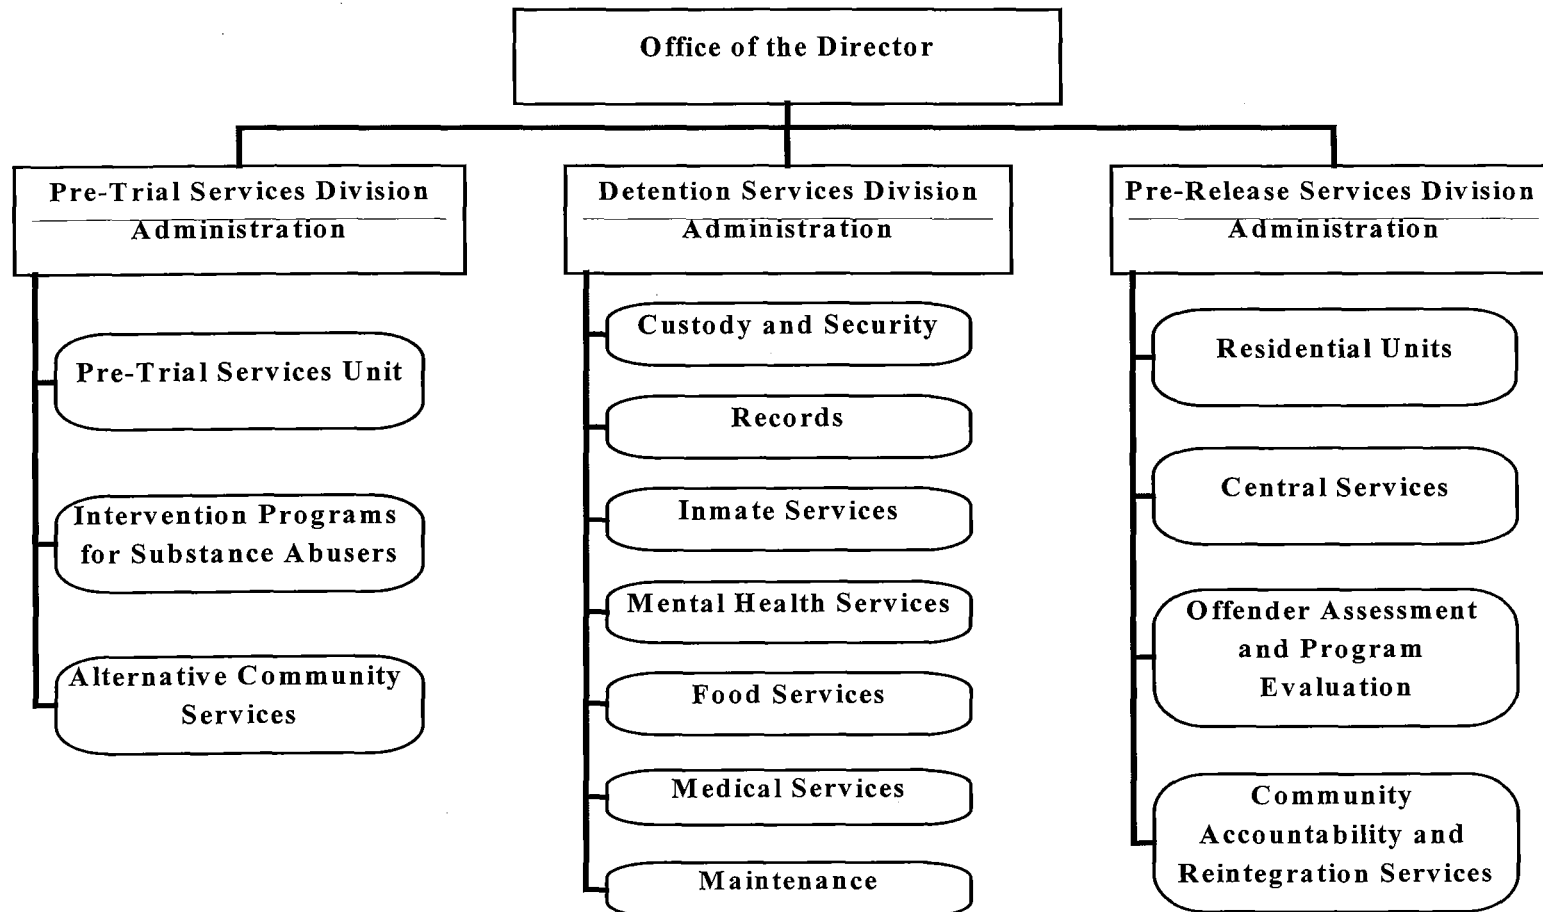 Office of the Director
Pre-Trial Services Division
Administration
Pre-Trial Services Unit
Intervention Programs
for Substance Abusers
Alternative Community
Services
Detention Services Division
Administration
Custody and Security
Records
Inmate Services
Mental Health Services
Food Services
Medical Services
Maintenance
Pre-Release Services Division
Administration
Residential Units
Central Services
Offender Assessment
and Program
Evaluation
Community
Accountability and
Reintegration Services